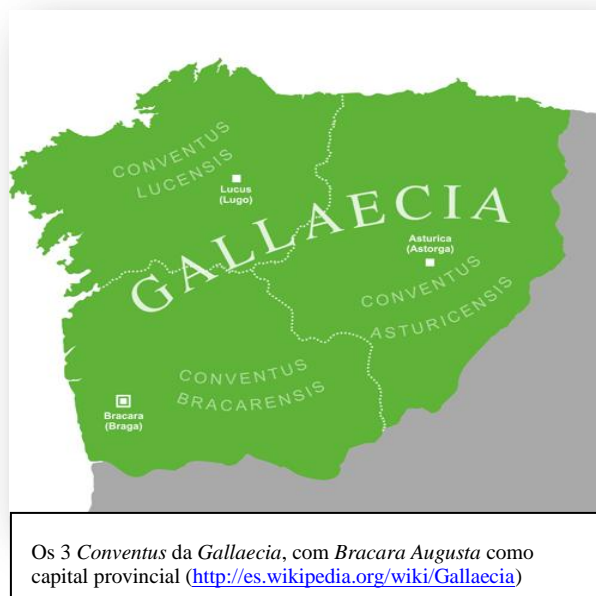 CONVENTUS
LUCENSIS
Lucus
(Lugo)
GALLAECIA
Asturica
(Astorga)
CONVENTUS
ASTURICENSIS
CONVENTUS
BRACARENSIS
Bracara
(Braga)
Os 3 Conventus da Gallaecia, com Bracara Augusta como
capital provincial (http://es.wikipedia.org/wiki/Gallaecia)